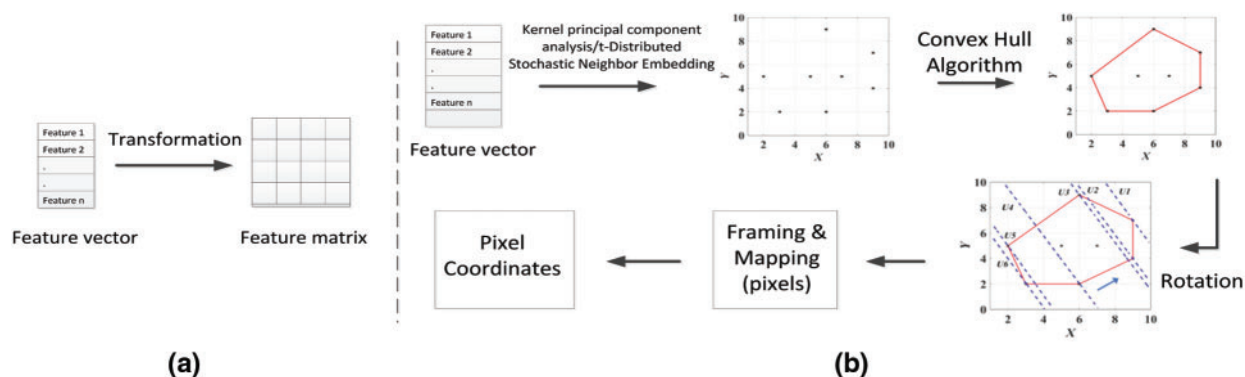 Feature 1
Feature 2
.
.
Feature n
Feature vector
Transformation
Feature matrix
(a)
Feature 1
Feature 2
.
.
Feature n
Feature vector
Kernel principal component
analysis/t-Distributed
Stochastic Neighbor Embedding
10
8
6
4
2
0
Y
2 4 6 8 10
X
Convex Hull
Algorithm
10
8
6
4
2
0
Y
2 4 6 8 10
X
Rotation
10
8
6
4
2
0
Y
2 4 6 8 10
X
U1
U2
U3
U4
U5
U6
Framing &
Mapping
(pixels)
Pixel
Coordinates
(b)